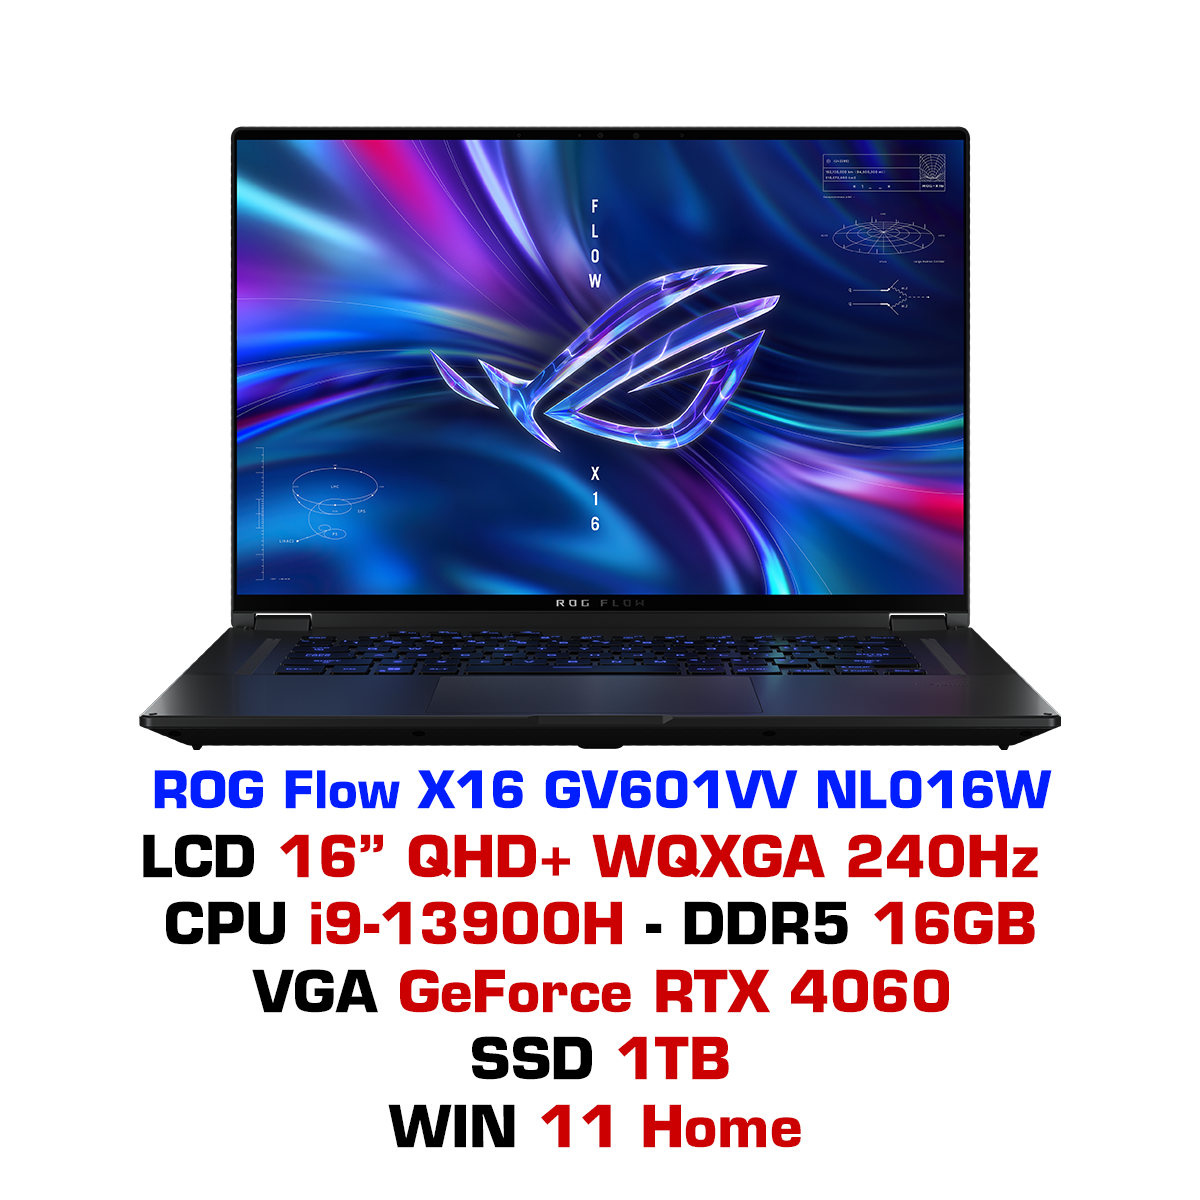 FLOW
X16
ROG FLOW
ROG Flow X16 GV601VV NL016W
LCD 16” QHD+ WQXGA 240Hz
CPU i9-13900H - DDR5 16GB
VGA GeForce RTX 4060
SSD 1TB
WIN 11 Home